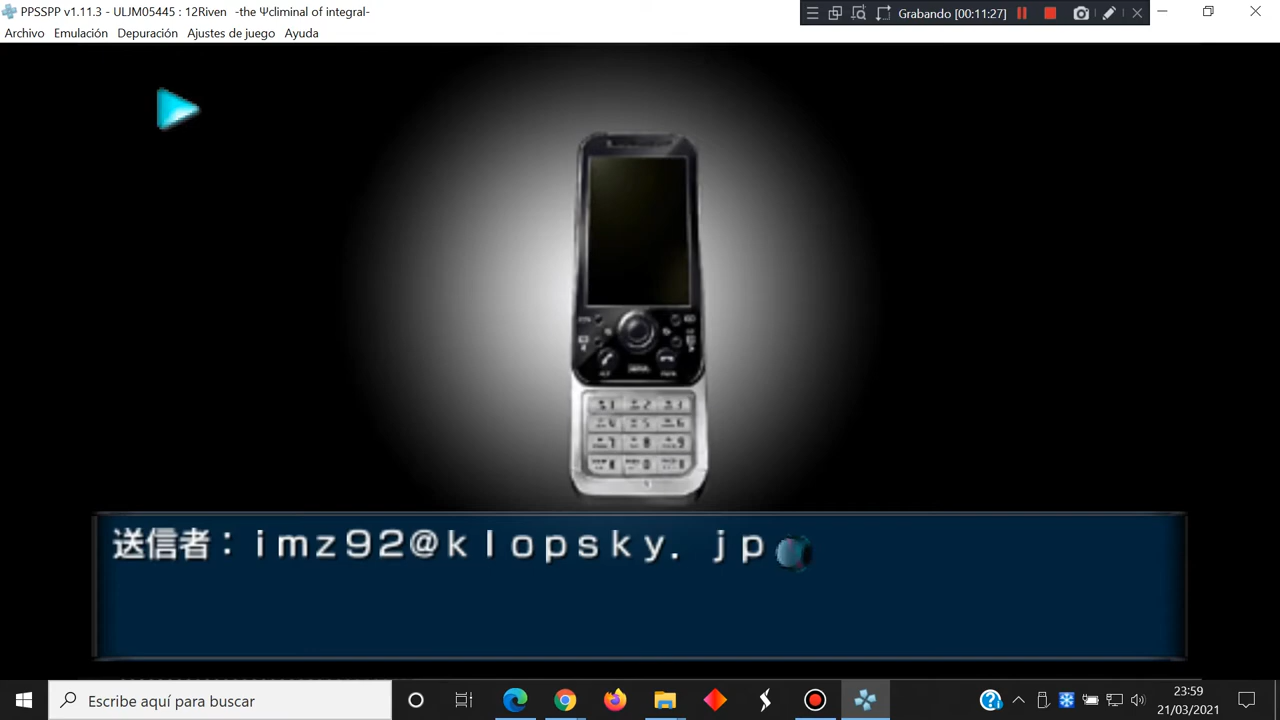 PPSSPP v1.11.3 - ULJM05445 : 12Riven -the Ψcliminal of integral-
Grabando [00:11:27]
Archivo Emulación Depuración Ajustes de juego Ayuda
送信者：ｉｍｚ９２＠ｋｌｏｐｓｋｙ．ｊｐ
Escribe aquí para buscar
23:59
21/03/2021